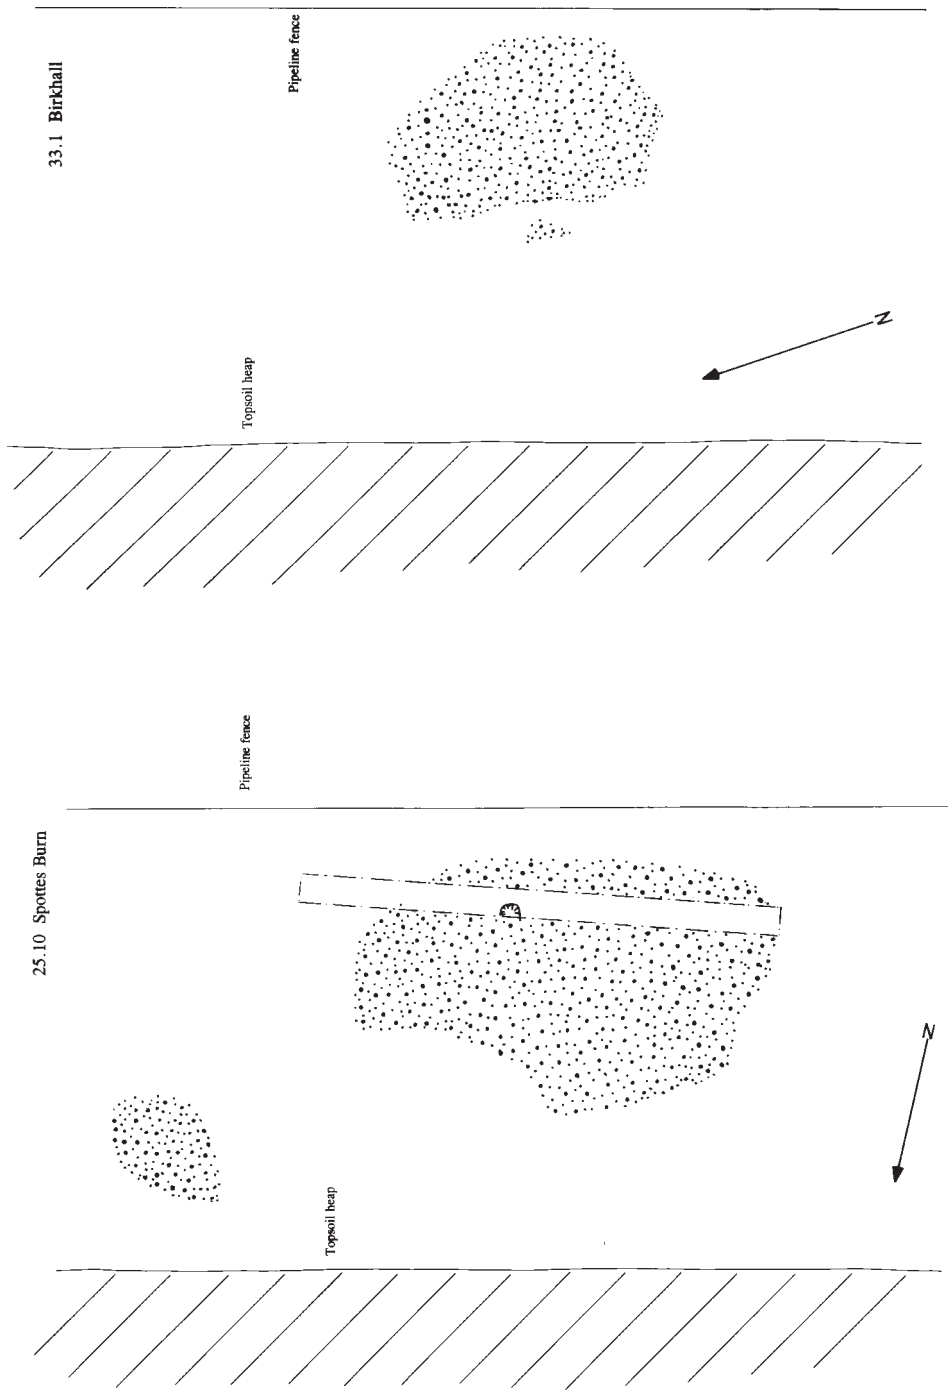 33.1 Birkhall
Pipeline fence
Topsoil heap
N
25.10 Spottes Burn
Pipeline fence
Topsoil heap
N